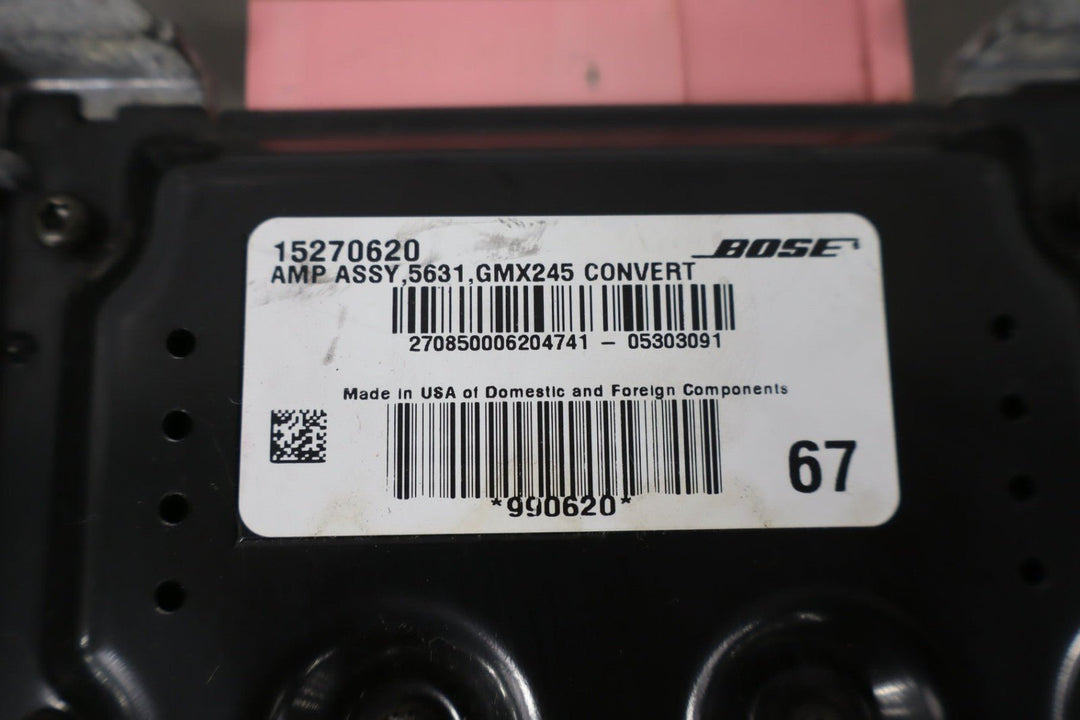 15270620
BOSE
AMP ASSY,5631,GMX245 CONVERT
270850006204741 - 05303091
Made in USA of Domestic and Foreign Components
*990620*
67